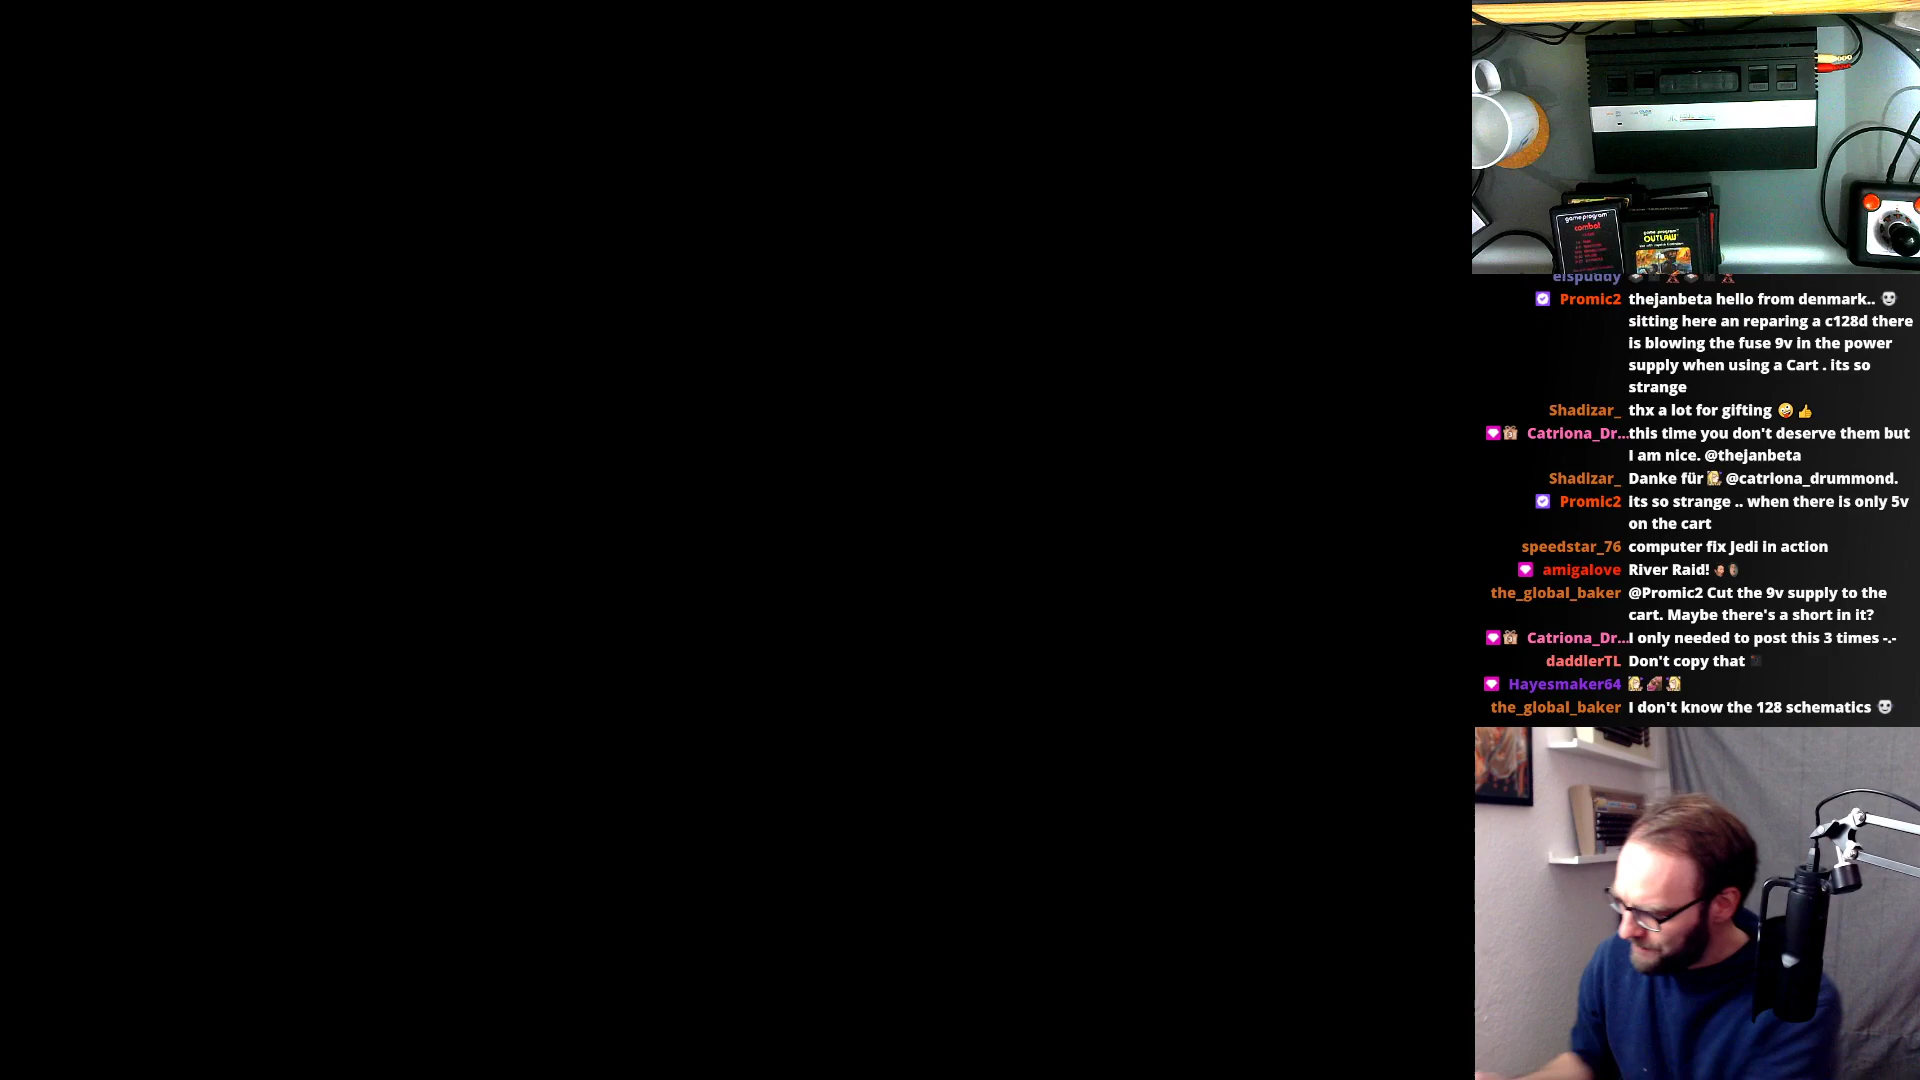 game program
combat
game program
OUTLAW
elspuddy
Promic2 thejanbeta hello from denmark..
sitting here an reparing a c128d there
is blowing the fuse 9v in the power
supply when using a Cart . its so
strange
Shadizar_ thx a lot for gifting
Catriona_Dr... this time you don't deserve them but
I am nice. @thejanbeta
Shadizar_ Danke für @catriona_drummond.
Promic2 its so strange .. when there is only 5v
on the cart
speedstar_76 computer fix Jedi in action
amigalove River Raid!
the_global_baker @Promic2 Cut the 9v supply to the
cart. Maybe there's a short in it?
Catriona_Dr... I only needed to post this 3 times -.-
daddlerTL Don't copy that
Hayesmaker64
the_global_baker I don't know the 128 schematics